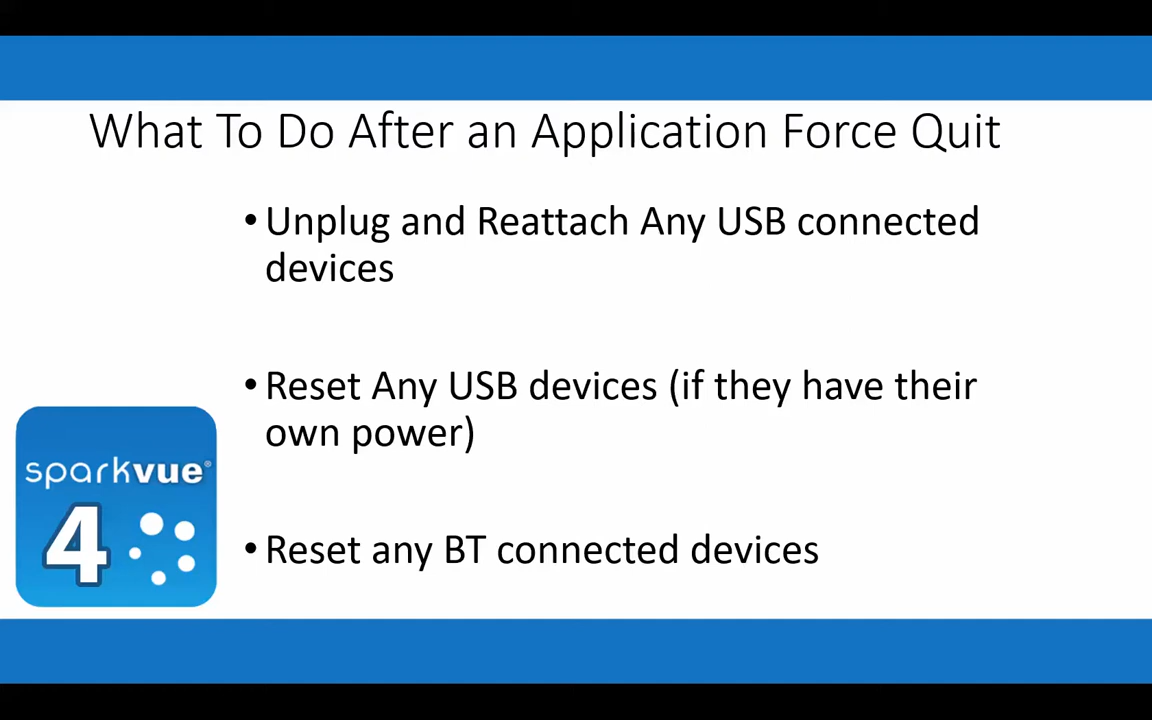 What To Do After an Application Force Quit
• Unplug and Reattach Any USB connected
devices
• Reset Any USB devices (if they have their
own power)
sparkvue®
4
• Reset any BT connected devices